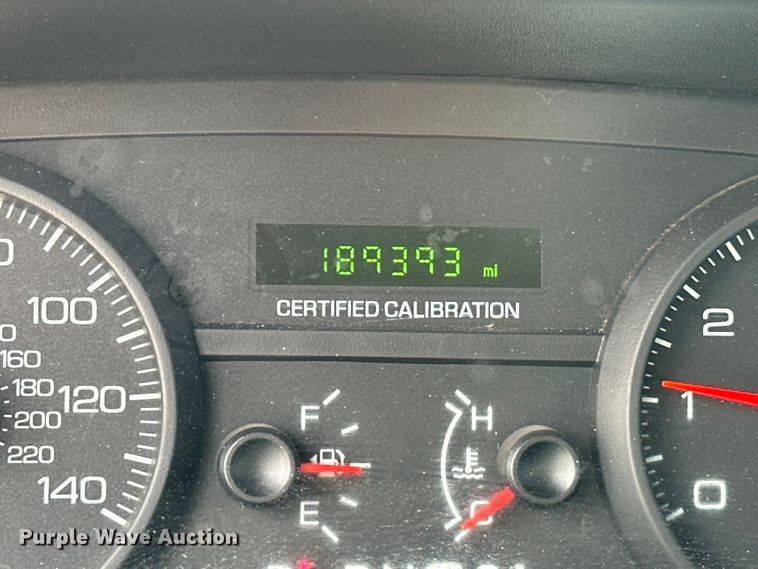 189393 mi
CERTIFIED CALIBRATION
100
120
140
160
180
200
220
F
E
H
C
2
1
0
Purple Wave Auction